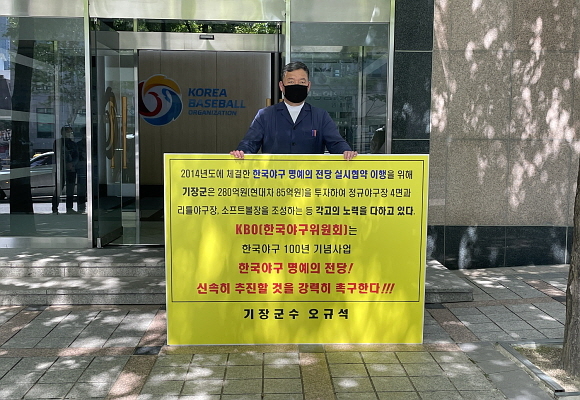 KOREA
BASEBALL
ORGANIZATION
2014년도에 체결한 한국야구 명예의 전당 실시협약 이행을 위해
기장군은 280억원(현대차 85억원)을 투자하여 정규야구장 4면과
리틀야구장, 소프트볼장을 조성하는 등 각고의 노력을 다하고 있다.
KBO(한국야구위원회)는
한국야구 100년 기념사업
한국야구 명예의 전당!
신속히 추진할 것을 강력히 촉구한다!!!
기장군수 오규석